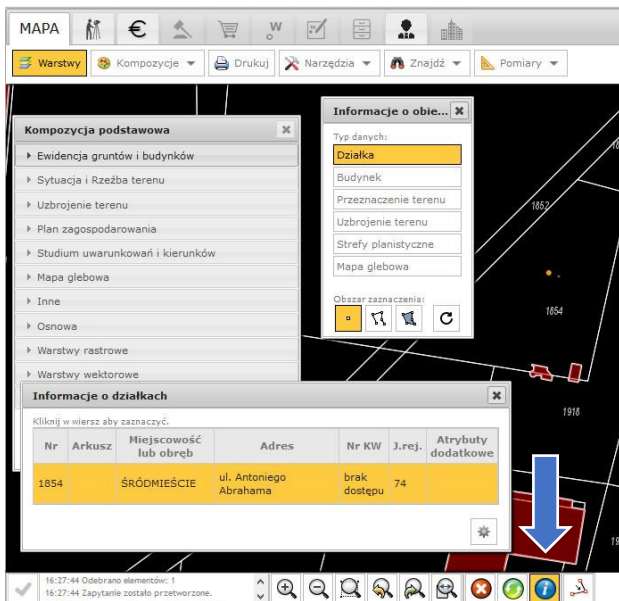 MAPA € W
Warstwy Kompozycje Drukuj Narzędzia Znajdź Pomiary
Informacje o obie...
Typ danych:
Działka
Budynek
Przeznaczenie terenu
Uzbrojenie terenu
Strefy planistyczne
Mapa glebowa
Obszar zaznaczenia:
Kompozycja podstawowa
Ewidencja gruntów i budynków
Sytuacja i Rzeźba terenu
Uzbrojenie terenu
Plan zagospodarowania
Studium uwarunkowań i kierunków
Mapa glebowa
Inne
Osnowa
Warstwy rastrowe
Warstwy wektorowe
1852
1854
1918
Informacje o działkach
Kliknij w wiersz aby zaznaczyć.
Nr Arkusz Miejscowość lub obręb Adres Nr KW J.rej. Atrybuty dodatkowe
1854 ŚRÓDMIEŚCIE ul. Antoniego Abrahama brak dostępu 74
16:27:44 Odebrano elementów: 1
16:27:44 Zapytanie zostało przetworzone.